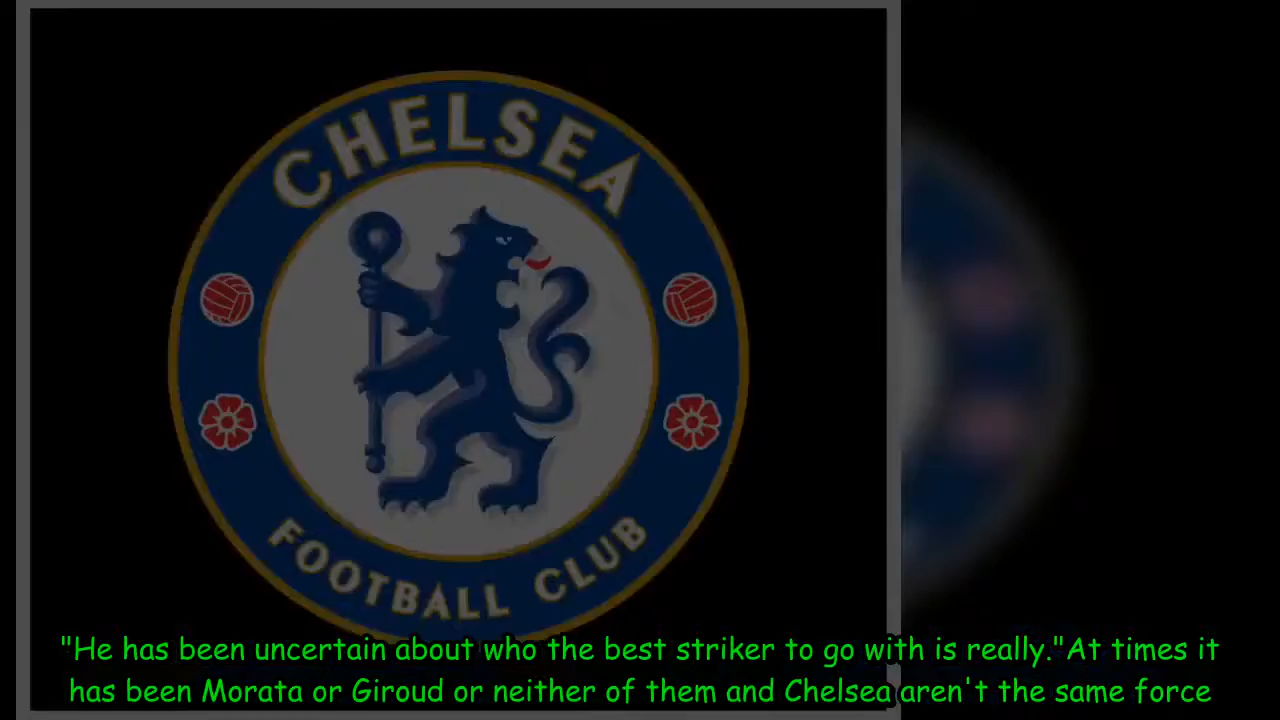 CHELSEA
FOOTBALL CLUB
"He has been uncertain about who the best striker to go with is really."At times it
has been Morata or Giroud or neither of them and Chelsea aren't the same force